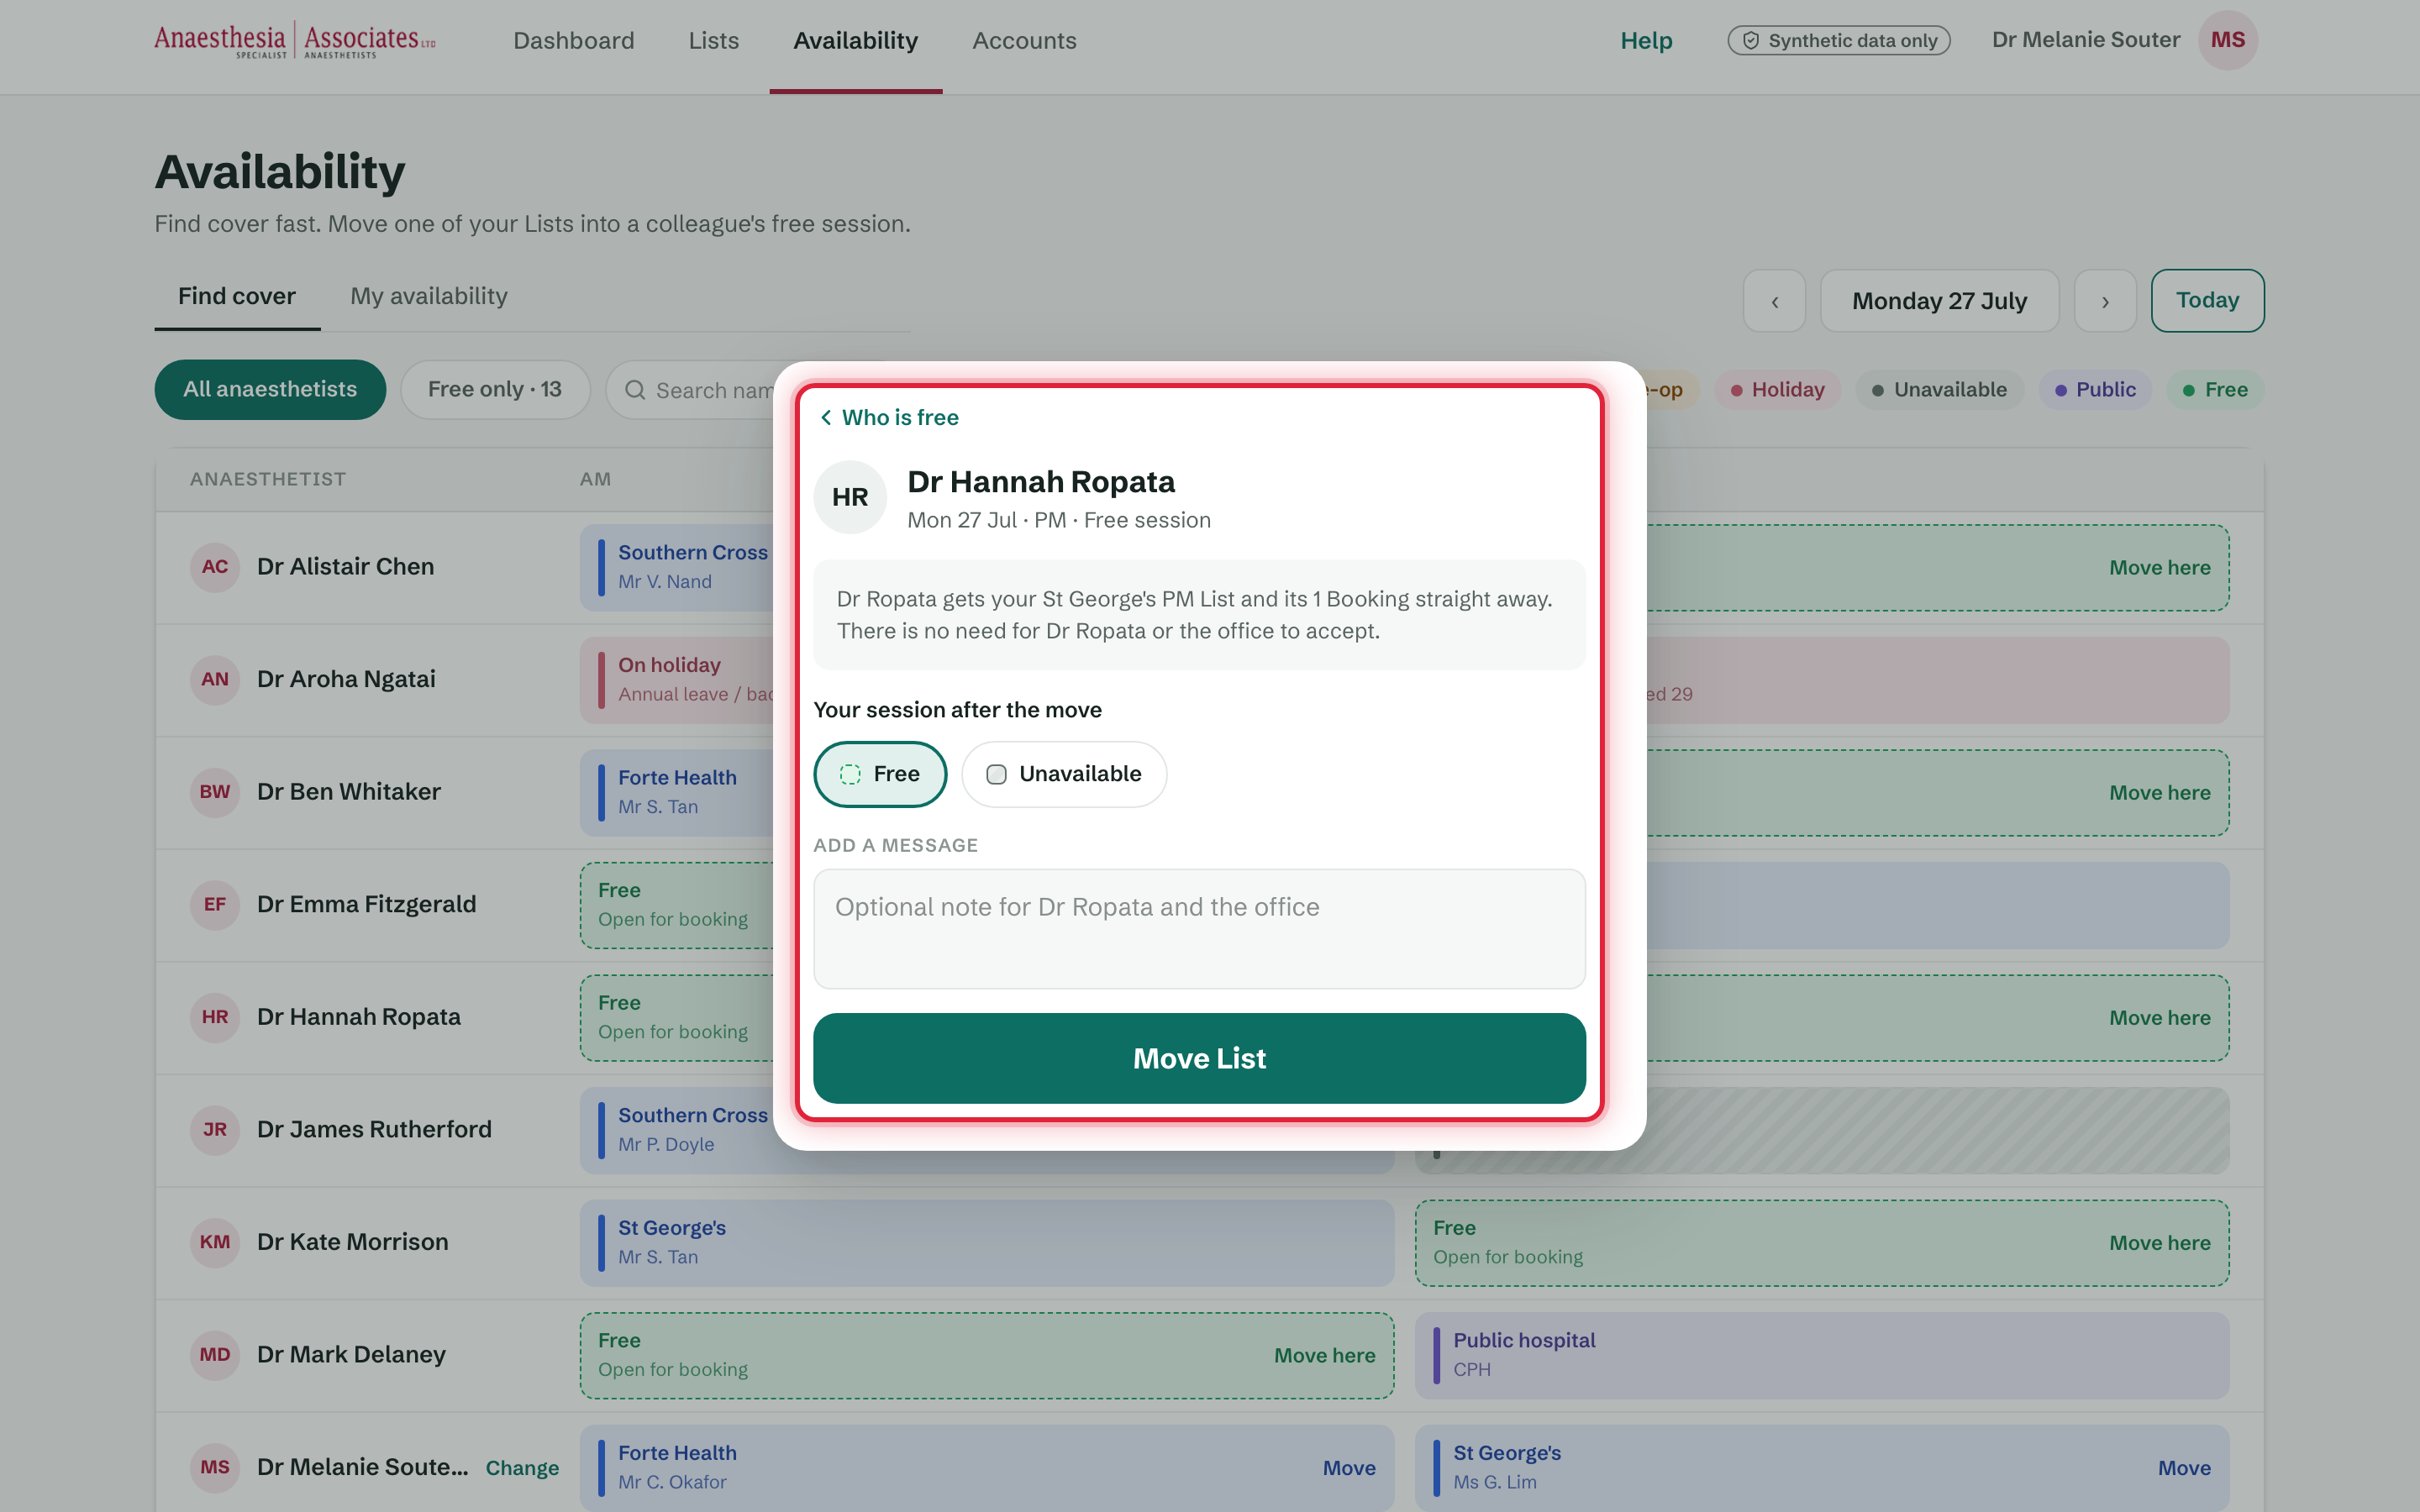 Anaesthesia | Associates LTD
SPECIALIST ANAESTHETISTS
Dashboard
Lists
Availability
Accounts
Help
Synthetic data only
Dr Melanie Souter
MS
Availability
Find cover fast. Move one of your Lists into a colleague's free session.
Find cover
My availability
‹
Monday 27 July
›
Today
All anaesthetists
Free only · 13
Search nam
e-op
Holiday
Unavailable
Public
Free
ANAESTHETIST
AM
AC
Dr Alistair Chen
Southern Cross
Mr V. Nand
Move here
AN
Dr Aroha Ngatai
On holiday
Annual leave / bac
ed 29
BW
Dr Ben Whitaker
Forte Health
Mr S. Tan
Move here
EF
Dr Emma Fitzgerald
Free
Open for booking
HR
Dr Hannah Ropata
Free
Open for booking
Move here
JR
Dr James Rutherford
Southern Cross
Mr P. Doyle
KM
Dr Kate Morrison
St George's
Mr S. Tan
Free
Open for booking
Move here
MD
Dr Mark Delaney
Free
Open for booking
Move here
Public hospital
CPH
MS
Dr Melanie Soute...
Change
Forte Health
Mr C. Okafor
Move
St George's
Ms G. Lim
Move
Who is free
HR
Dr Hannah Ropata
Mon 27 Jul · PM · Free session
Dr Ropata gets your St George's PM List and its 1 Booking straight away.
There is no need for Dr Ropata or the office to accept.
Your session after the move
Free
Unavailable
ADD A MESSAGE
Optional note for Dr Ropata and the office
Move List